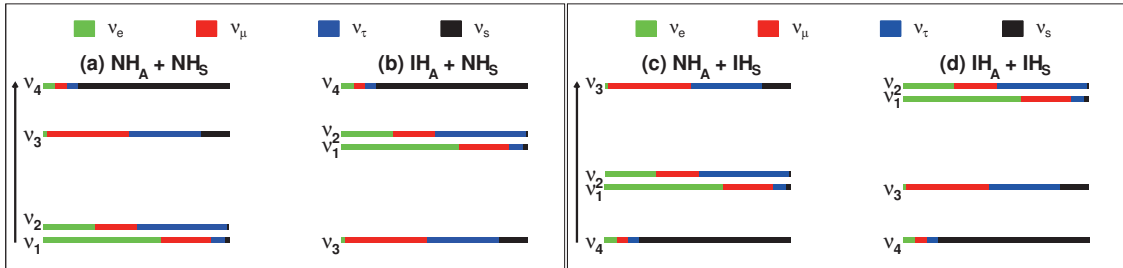 νe νμ ντ νs
(a) NHA + NHS (b) IHA + NHS
ν4 ν4
ν3 ν2
ν1
ν2
ν1 ν3
νe νμ ντ νs
(c) NHA + IHS (d) IHA + IHS
ν3 ν2
ν1
ν2
ν1 ν3
ν4 ν4